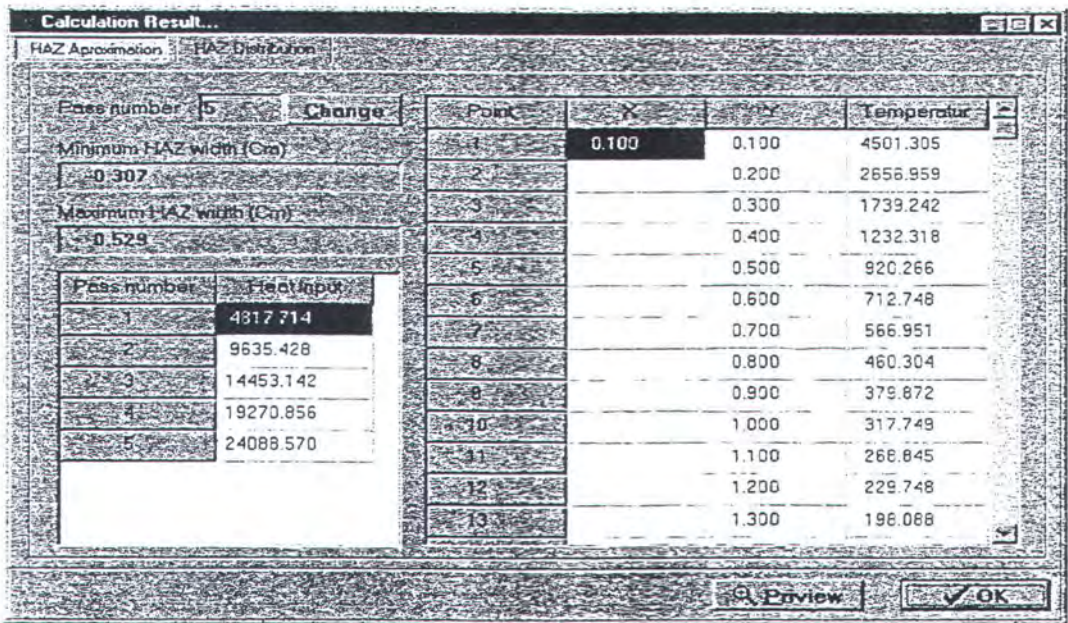 Calculation Result...
HAZ Aproximation HAZ Distribution
Pass number 5 Change
Minimum HAZ width (Cm)
0.307
Maximum HAZ width (Cm)
0.529
Pass number Heat Input
1 4817.714
2 9635.428
3 14453.142
4 19270.856
5 24088.570
Point X Y Temperatur
1 0.100 0.100 4501.305
2 0.200 2656.959
3 0.300 1739.242
4 0.400 1232.318
5 0.500 920.266
6 0.600 712.748
7 0.700 566.951
8 0.800 460.304
9 0.900 379.872
10 1.000 317.749
11 1.100 268.845
12 1.200 229.748
13 1.300 198.088
Priview OK